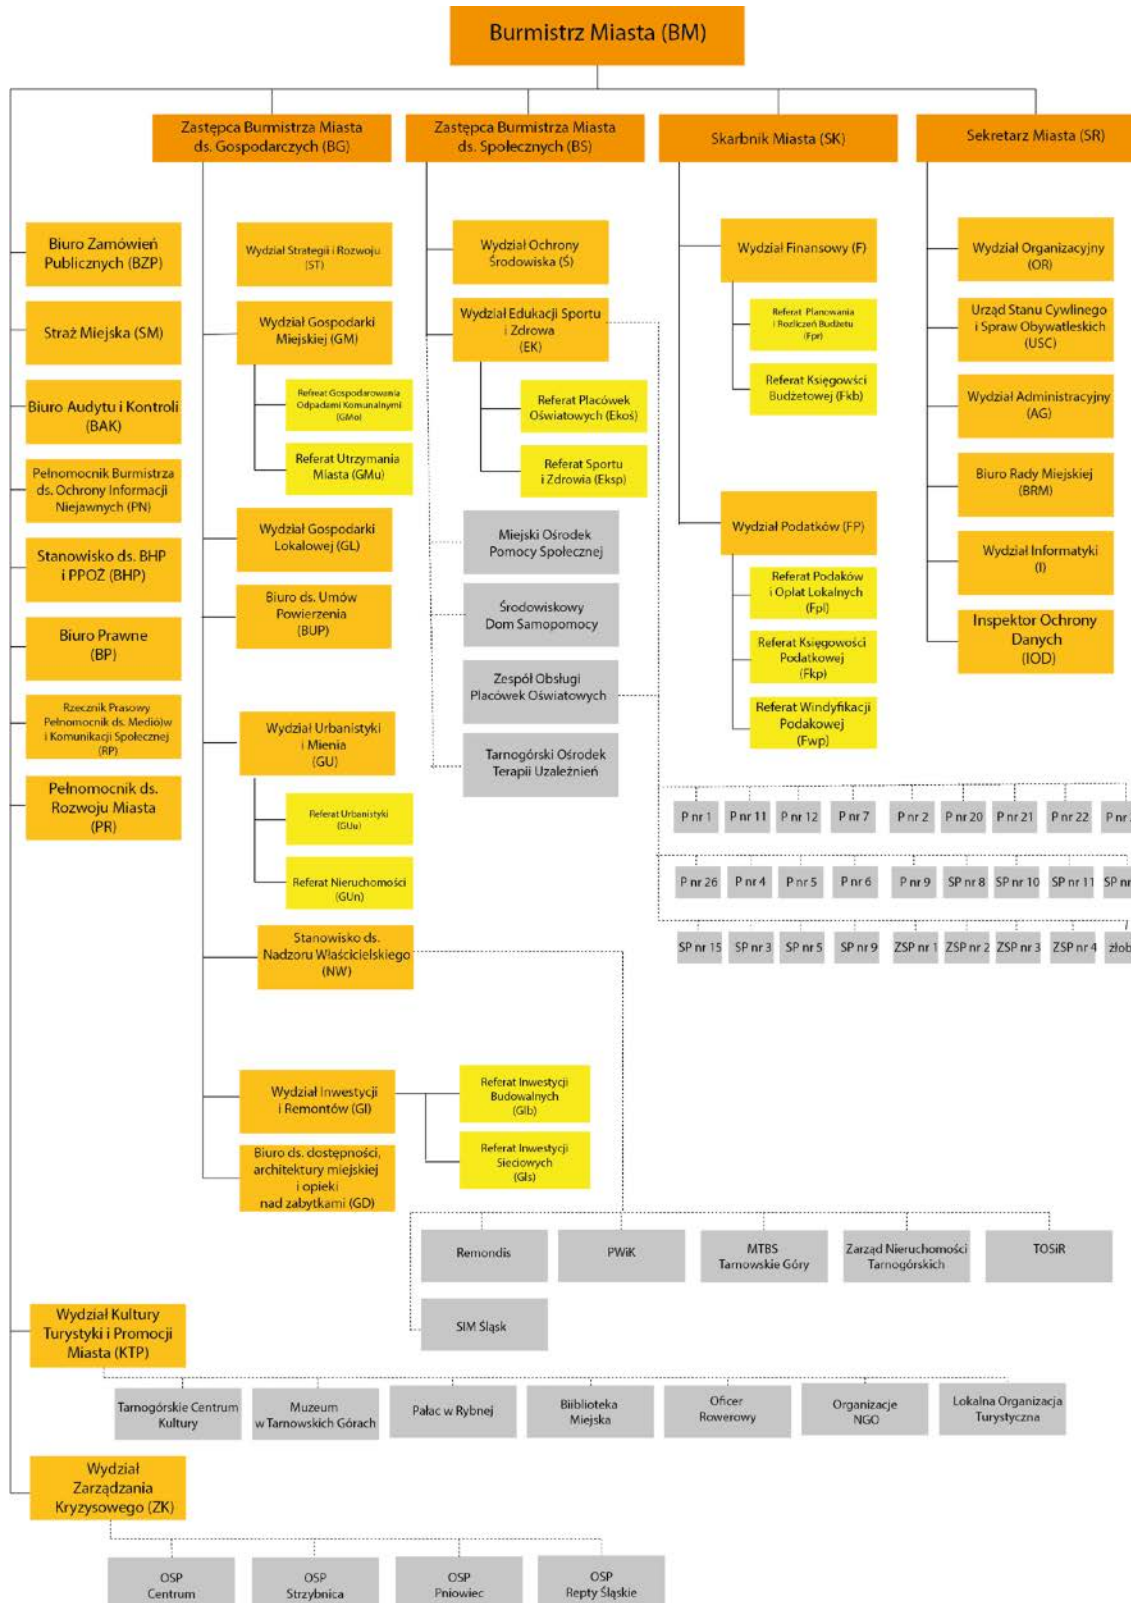 Burmistrz Miasta (BM)
Zastępca Burmistrza Miasta
ds. Gospodarczych (BG)
Zastępca Burmistrza Miasta
ds. Społecznych (BS)
Skarbnik Miasta (SK)
Sekretarz Miasta (SR)
Biuro Zamówień
Publicznych (BZP)
Straż Miejska (SM)
Biuro Audytu i Kontroli
(BAK)
Pełnomocnik Burmistrza
ds. Ochrony Informacji
Niejawnych (PN)
Stanowisko ds. BHP
i PPOŻ (BHP)
Biuro Prawne
(BP)
Rzecznik Prasowy
Pełnomocnik ds. Medió)w
i Komunikacji Społecznej
(RP)
Pełnomocnik ds.
Rozwoju Miasta
(PR)
Wydział Strategii i Rozwoju
(ST)
Wydział Gospodarki
Miejskiej (GM)
Refreat Gospodarowania
Odpadami Komunalnymi
(GMo)
Referat Utrzymania
Miasta (GMu)
Wydział Gospodarki
Lokalowej (GL)
Biuro ds. Umów
Powierzenia
(BUP)
Wydział Urbanistyki
i Mienia
(GU)
Referat Urbanistyki
(GUu)
Referat Nieruchomości
(GUn)
Stanowisko ds.
Nadzoru Właścicielskiego
(NW)
Wydział Inwestycji
i Remontów (GI)
Referat Inwestycji
Budowalnych
(GIb)
Referat Inwestycji
Sieciowych
(GIs)
Biuro ds. dostępności,
architektury miejskiej
i opieki
nad zabytkami (GD)
Wydział Ochrony
Środowiska (Ś)
Wydział Edukacji Sportu
i Zdrowa
(EK)
Referat Placówek
Oświatowych (Ekoś)
Referat Sportu
i Zdrowia (Eksp)
Miejski Ośrodek
Pomocy Społecznej
Środowiskowy
Dom Samopomocy
Zespół Obsługi
Placówek Oświatowych
Tarnogórski Ośrodek
Terapii Uzależnień
Wydział Finansowy (F)
Referat Planowania
i Rozliczeń Budżetu
(Fpr)
Referat Księgowści
Budżetowej (Fkb)
Wydział Podatków (FP)
Referat Podaków
i Opłat Lokalnych
(Fpl)
Referat Księgowości
Podatkowej
(Fkp)
Referat Windyfikacji
Podakowej
(Fwp)
Wydział Organizacyjny
(OR)
Urząd Stanu Cywlinego
i Spraw Obywatleskich
(USC)
Wydział Administracyjny
(AG)
Biuro Rady Miejskiej
(BRM)
Wydział Informatyki
(I)
Inspektor Ochrony
Danych
(IOD)
P nr 1 P nr 11 P nr 12 P nr 7 P nr 2 P nr 20 P nr 21 P nr 22 P nr
P nr 26 P nr 4 P nr 5 P nr 6 P nr 9 SP nr 8 SP nr 10 SP nr 11 SP nr
SP nr 15 SP nr 3 SP nr 5 SP nr 9 ZSP nr 1 ZSP nr 2 ZSP nr 3 ZSP nr 4 żłob
Remondis
PWiK
MTBS
Tarnowskie Góry
Zarząd Nieruchomości
Tarnogórskich
TOSiR
SIM Śląsk
Wydział Kultury
Turystyki i Promocji
Miasta (KTP)
Tarnogórskie Centrum
Kultury
Muzeum
w Tarnowskich Górach
Pałac w Rybnej
Biiblioteka
Miejska
Oficer
Rowerowy
Organizacje
NGO
Lokalna Organizacja
Turystyczna
Wydział
Zarządzania
Kryzysowego (ZK)
OSP
Centrum
OSP
Strzybnica
OSP
Pniowiec
OSP
Repty Śląskie